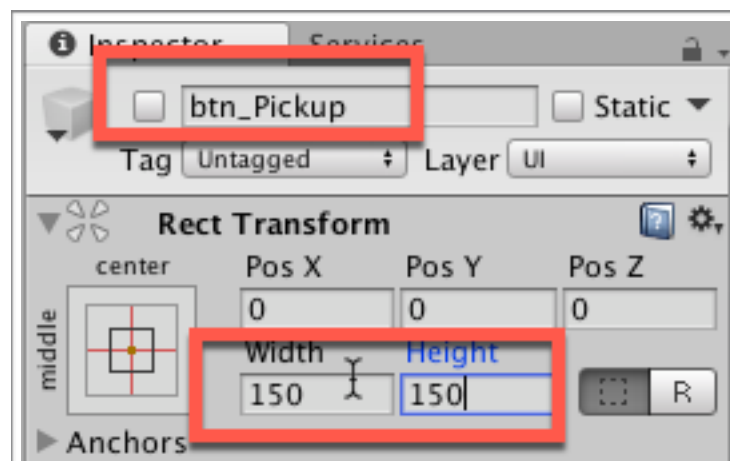 Inspector Services
btn_Pickup Static
Tag Untagged Layer UI
Rect Transform
center Pos X Pos Y Pos Z
middle
0 0 0
Width Height
150 150 R
Anchors